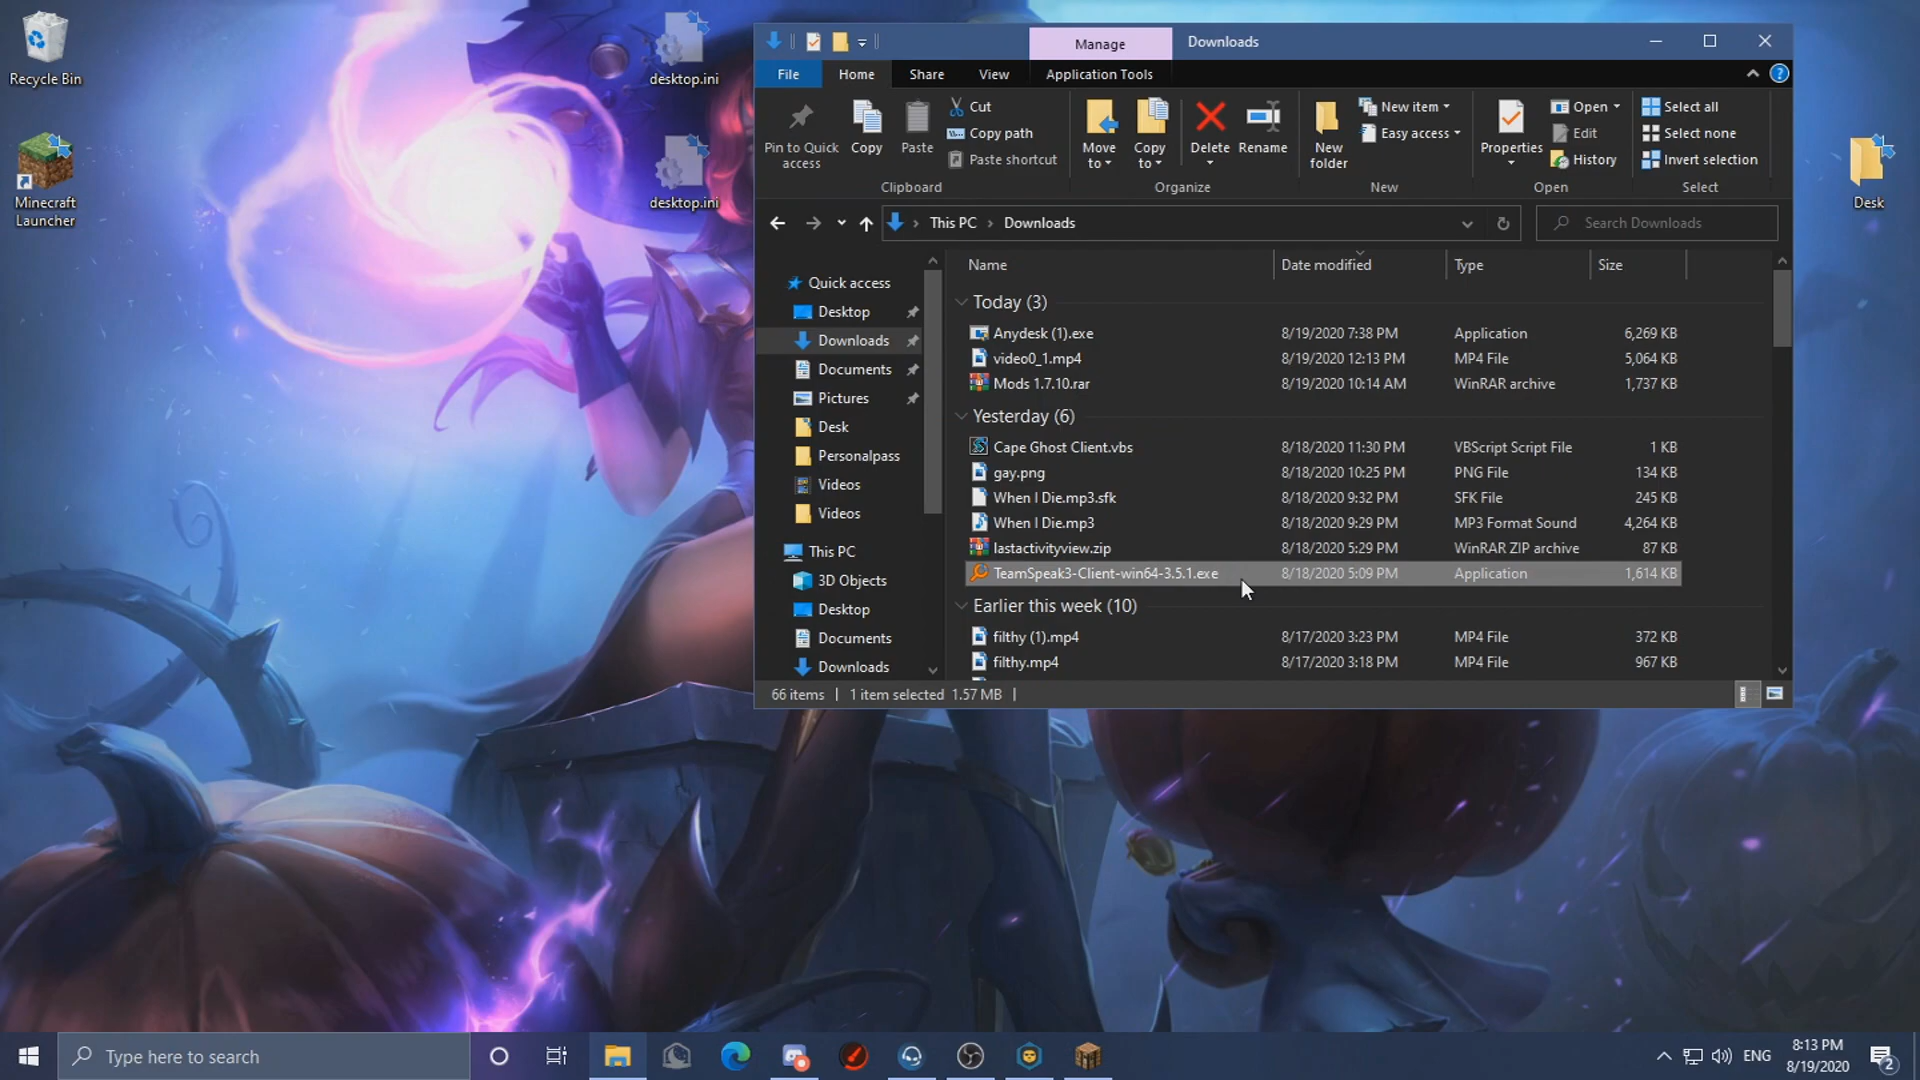 Recycle Bin
Minecraft
Launcher
desktop.ini
desktop.ini
Desk
Manage
Downloads
File
Home
Share
View
Application Tools
Pin to Quick
access
Copy
Paste
Cut
Copy path
Paste shortcut
Clipboard
Move
to
Copy
to
Delete
Rename
Organize
New
folder
New item
Easy access
New
Properties
Open
Edit
History
Open
Select all
Select none
Invert selection
Select
This PC
Downloads
Search Downloads
Quick access
Desktop
Downloads
Documents
Pictures
Desk
Personalpass
Videos
Videos
This PC
3D Objects
Desktop
Documents
Downloads
Name Date modified Type Size
Today (3)
Anydesk (1).exe 8/19/2020 7:38 PM Application 6,269 KB
video0_1.mp4 8/19/2020 12:13 PM MP4 File 5,064 KB
Mods 1.7.10.rar 8/19/2020 10:14 AM WinRAR archive 1,737 KB
Yesterday (6)
Cape Ghost Client.vbs 8/18/2020 11:30 PM VBScript Script File 1 KB
gay.png 8/18/2020 10:25 PM PNG File 134 KB
When I Die.mp3.sfk 8/18/2020 9:32 PM SFK File 245 KB
When I Die.mp3 8/18/2020 9:29 PM MP3 Format Sound 4,264 KB
lastactivityview.zip 8/18/2020 5:29 PM WinRAR ZIP archive 87 KB
TeamSpeak3-Client-win64-3.5.1.exe 8/18/2020 5:09 PM Application 1,614 KB
Earlier this week (10)
filthy (1).mp4 8/17/2020 3:23 PM MP4 File 372 KB
filthy.mp4 8/17/2020 3:18 PM MP4 File 967 KB
66 items 1 item selected 1.57 MB
Type here to search
ENG
8:13 PM
8/19/2020
2